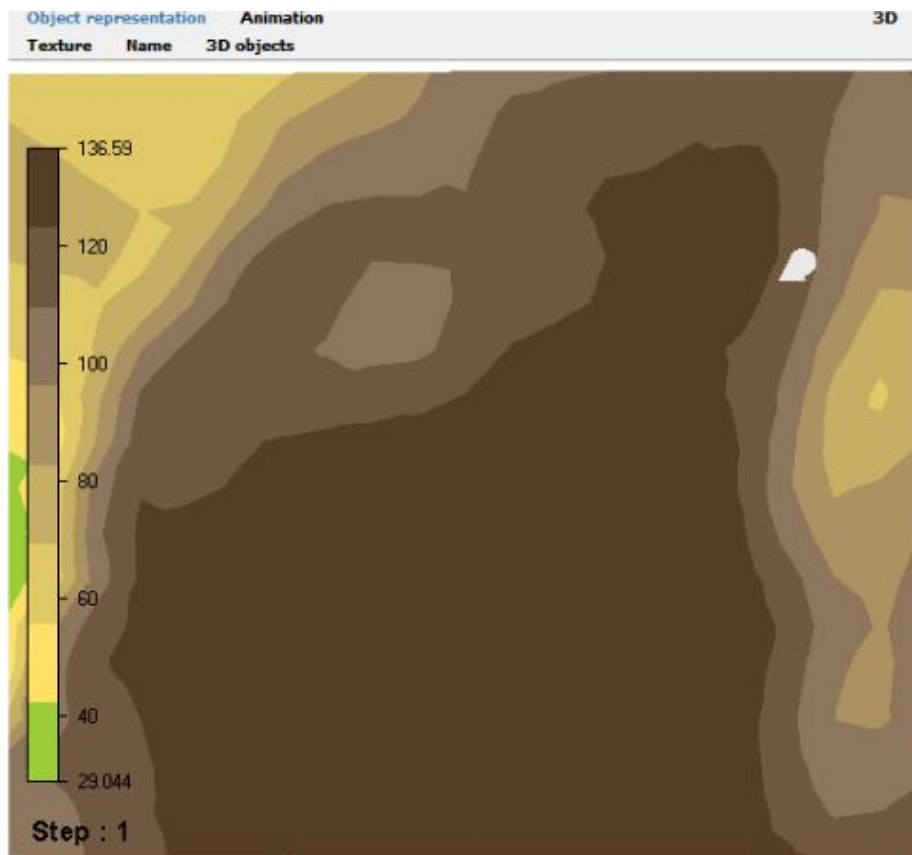 Object representation Animation 3D
Texture Name 3D objects
136.59
120
100
80
60
40
29.044
Step : 1